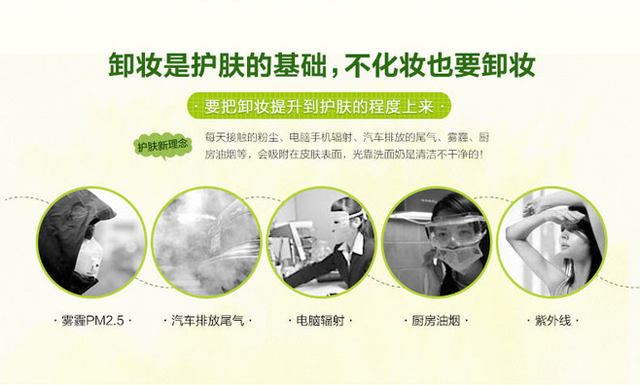 卸妆是护肤的基础，不化妆也要卸妆
要把卸妆提升到护肤的程度上来
护肤新理念
每天接触的粉尘、电脑手机辐射、汽车排放的尾气、雾霾、厨
房油烟等，会吸附在皮肤表面，光靠洗面奶是清洁不干净的！
· 雾霾PM2.5 ·
· 汽车排放尾气 ·
· 电脑辐射 ·
· 厨房油烟 ·
· 紫外线 ·